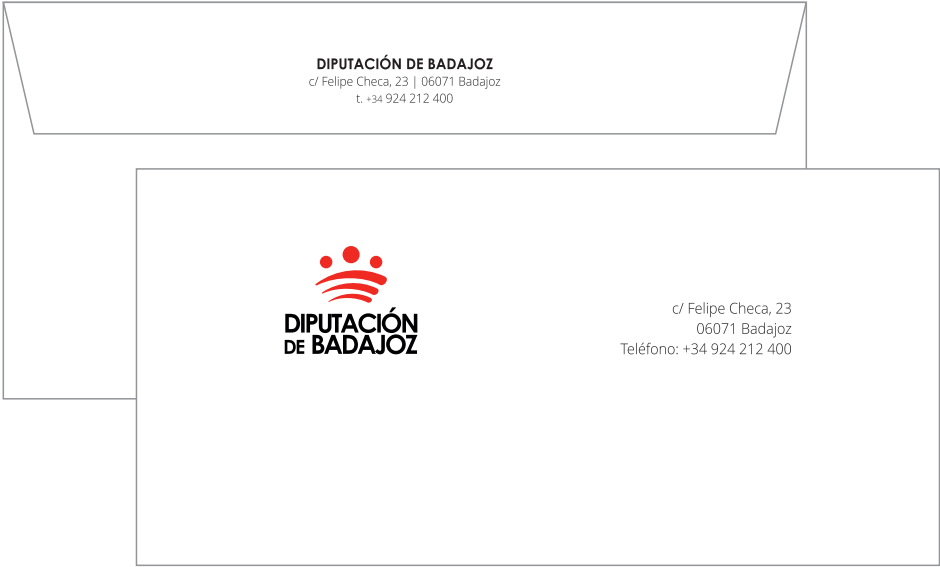 DIPUTACIÓN DE BADAJOZ
c/ Felipe Checa, 23 | 06071 Badajoz
t. +34 924 212 400
DIPUTACIÓN
DE BADAJOZ
c/ Felipe Checa, 23
06071 Badajoz
Teléfono: +34 924 212 400